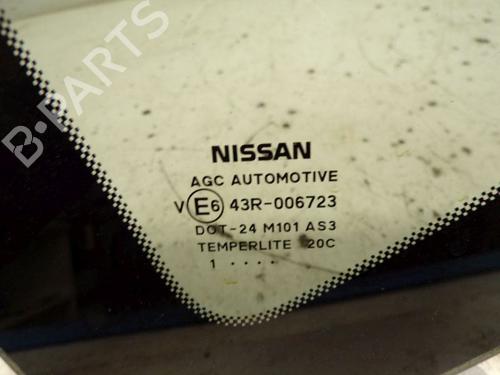 B-PARTS
NISSAN
AGC AUTOMOTIVE
V E6 43R-006723
DOT-24 M101 AS3
TEMPERLITE 20C
1 ....